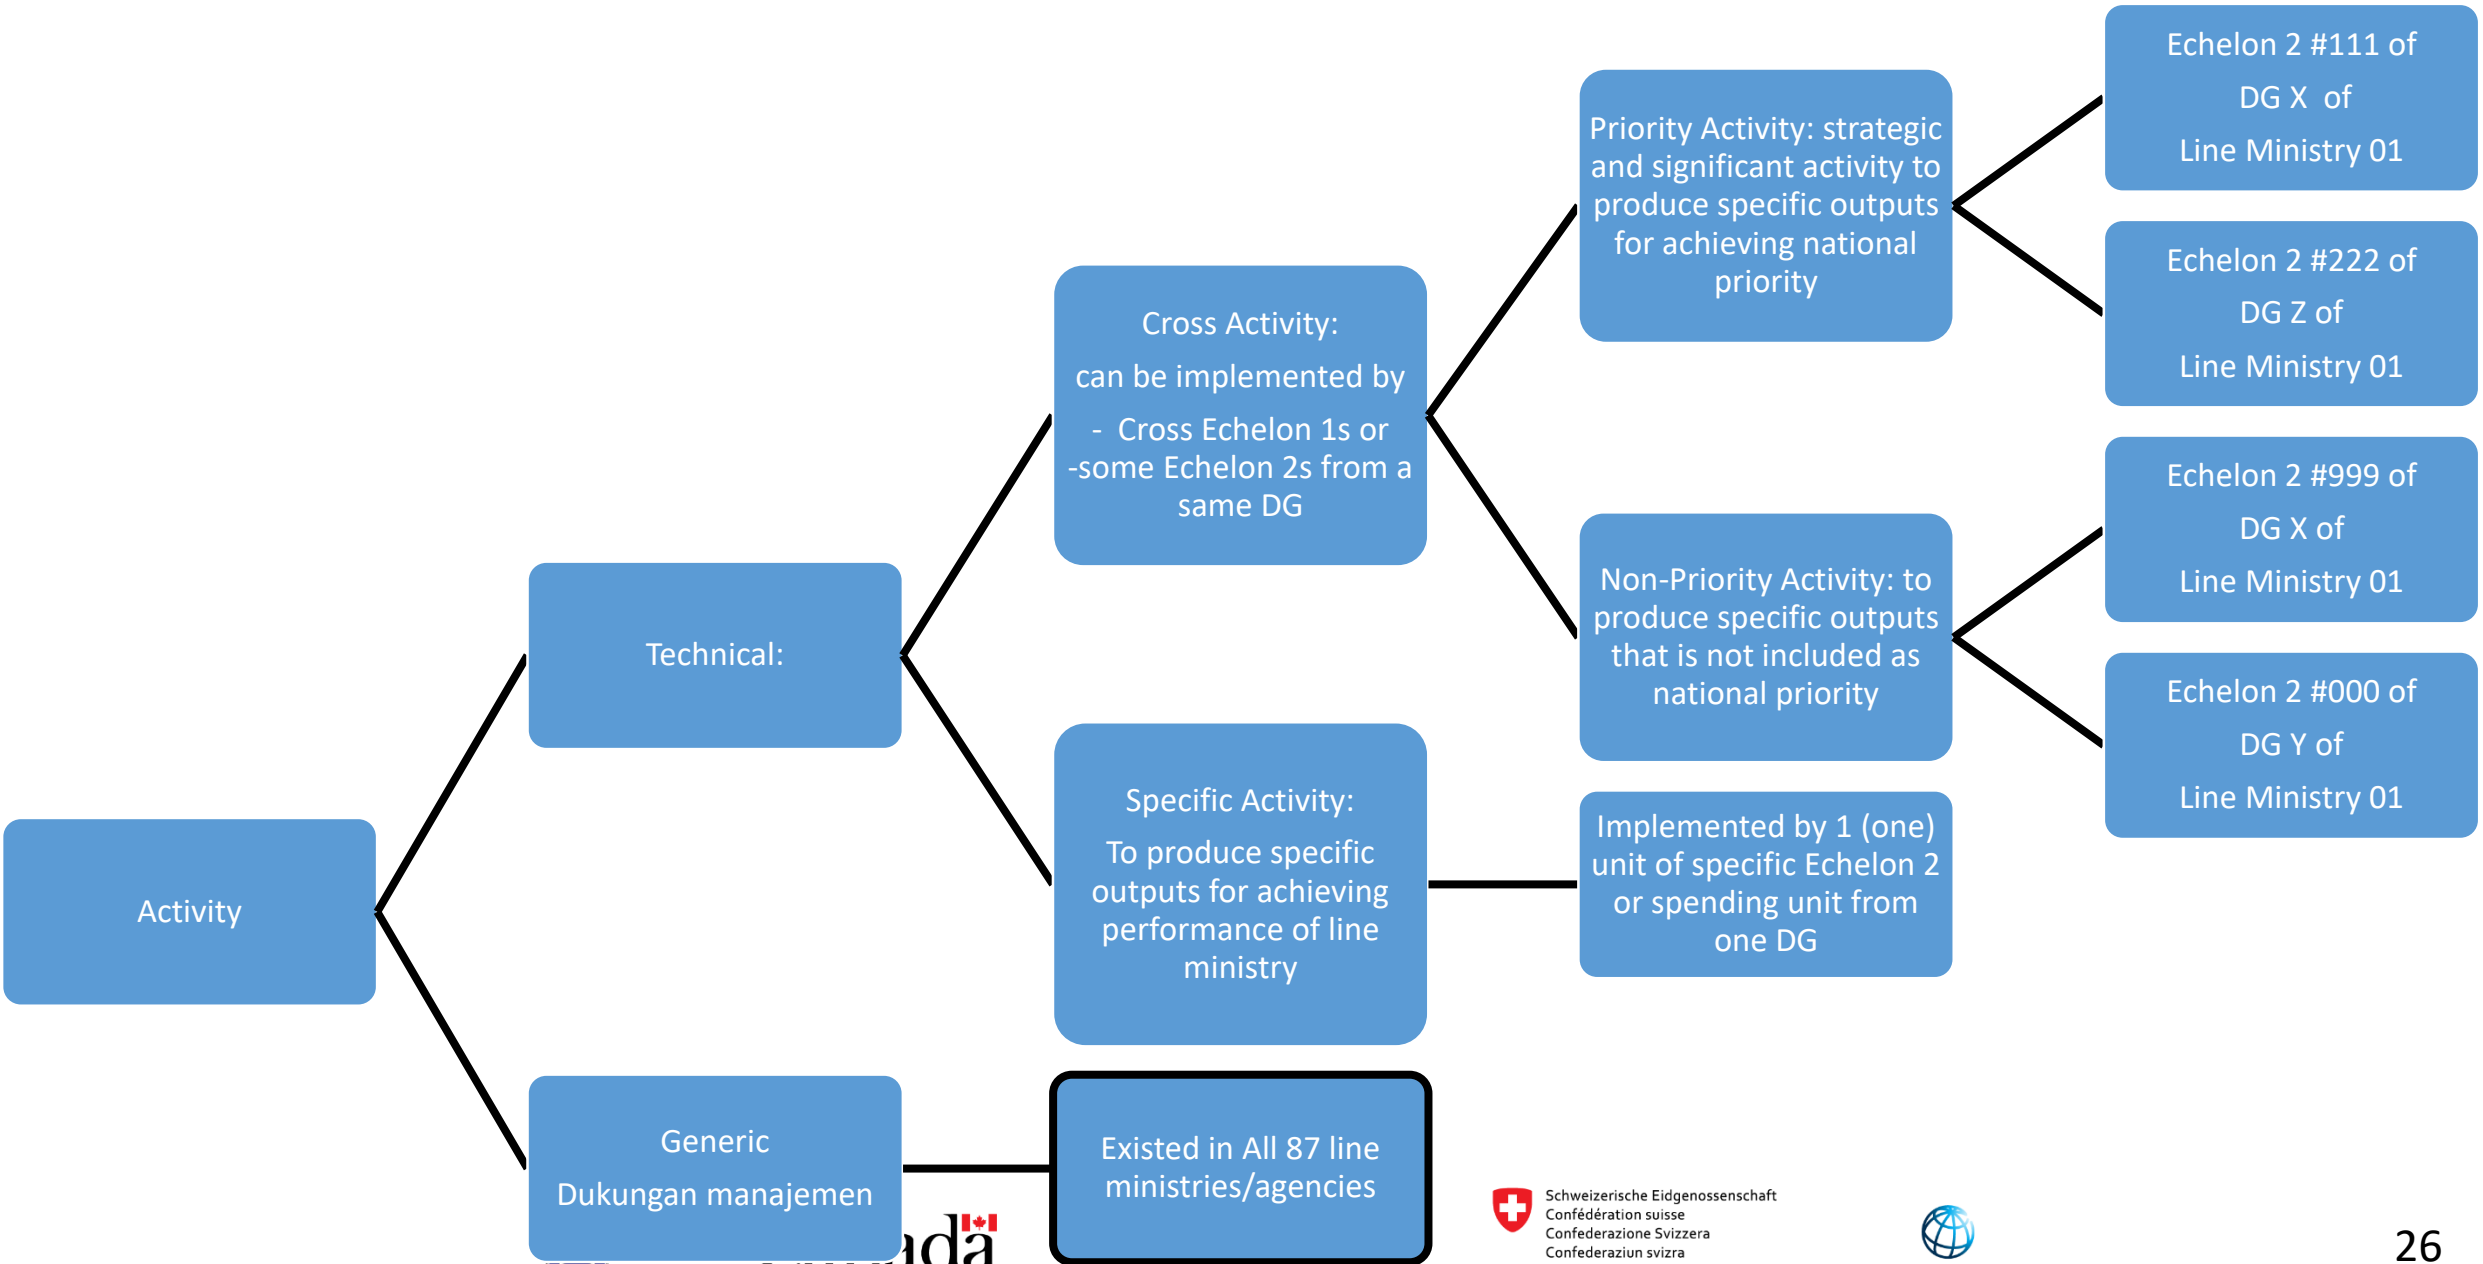 Activity
Technical:
Generic
Dukungan manajemen
Cross Activity:
can be implemented by
- Cross Echelon 1s or
-some Echelon 2s from a
same DG
Specific Activity:
To produce specific
outputs for achieving
performance of line
ministry
Existed in All 87 line
ministries/agencies
Priority Activity: strategic
and significant activity to
produce specific outputs
for achieving national
priority
Non-Priority Activity: to
produce specific outputs
that is not included as
national priority
Implemented by 1 (one)
unit of specific Echelon 2
or spending unit from
one DG
Echelon 2 #111 of
DG X of
Line Ministry 01
Echelon 2 #222 of
DG Z of
Line Ministry 01
Echelon 2 #999 of
DG X of
Line Ministry 01
Echelon 2 #000 of
DG Y of
Line Ministry 01
Schweizerische Eidgenossenschaft
Confédération suisse
Confederazione Svizzera
Confederaziun svizra
26